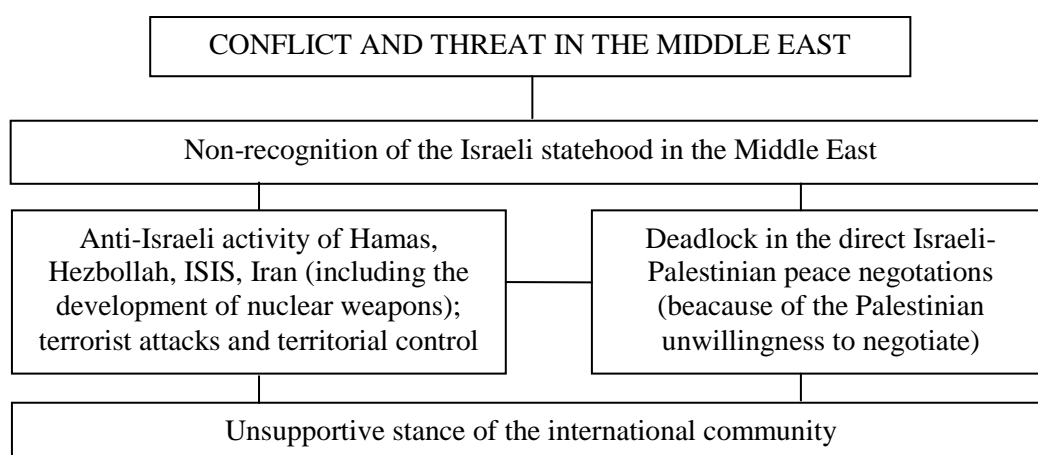 CONFLICT AND THREAT IN THE MIDDLE EAST
Non-recognition of the Israeli statehood in the Middle East
Anti-Israeli activity of Hamas,
Hezbollah, ISIS, Iran (including the
development of nuclear weapons);
terrorist attacks and territorial control
Deadlock in the direct Israeli-
Palestinian peace negotations
(beacause of the Palestinian
unwillingness to negotiate)
Unsupportive stance of the international community